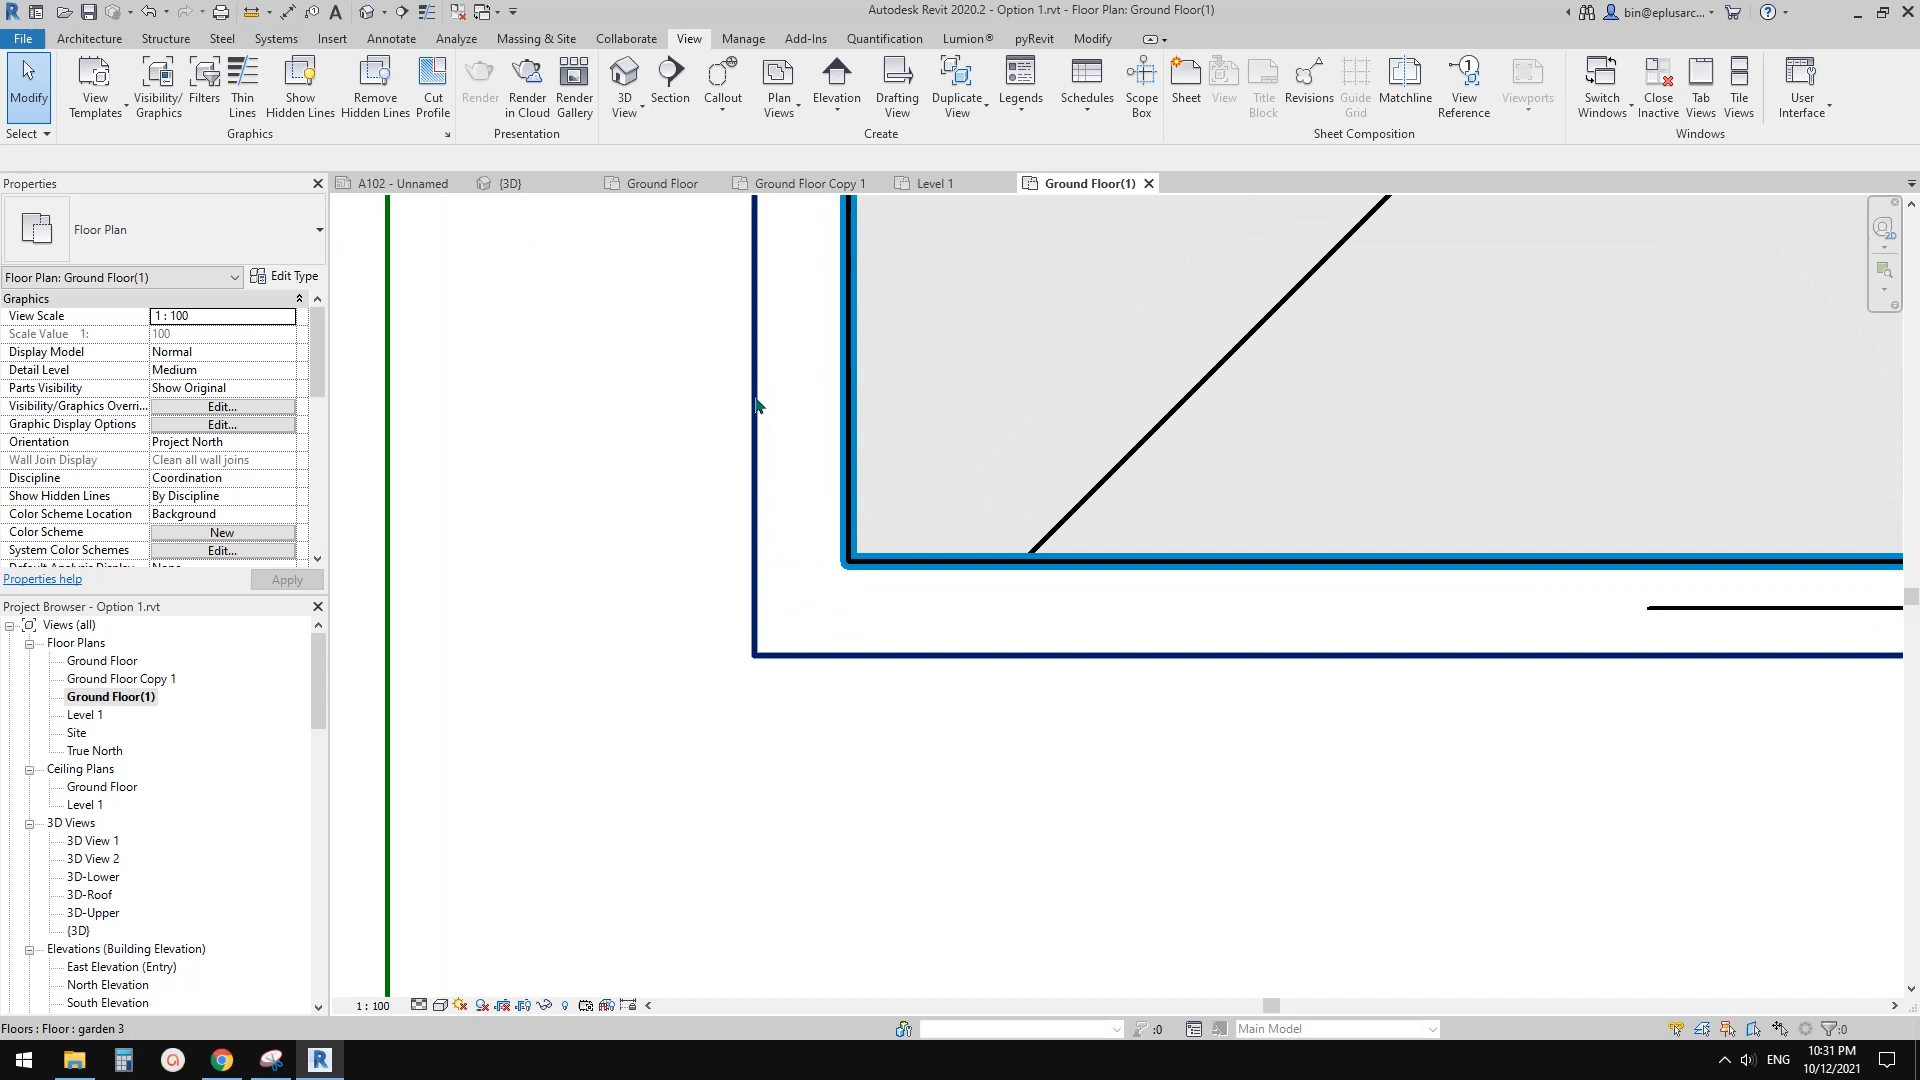 Autodesk Revit 2020.2 - Option 1.rvt - Floor Plan: Ground Floor(1)
bin@eplusarc...
File Architecture Structure Steel Systems Insert Annotate Analyze Massing & Site Collaborate View Manage Add-Ins Quantification Lumion® pyRevit Modify
Modify
View Templates
Visibility/ Graphics
Filters
Thin Lines
Show Hidden Lines
Remove Hidden Lines
Cut Profile
Render
Render in Cloud
Render Gallery
3D View
Section
Callout
Plan Views
Elevation
Drafting View
Duplicate View
Legends
Schedules
Scope Box
Sheet
View
Title Block
Revisions
Guide Grid
Matchline
View Reference
Viewports
Switch Windows
Close Inactive
Tab Views
Tile Views
User Interface
Select Graphics Presentation Create Sheet Composition Windows
Properties
A102 - Unnamed {3D} Ground Floor Ground Floor Copy 1 Level 1 Ground Floor(1)
Floor Plan
Floor Plan: Ground Floor(1) Edit Type
Graphics
View Scale 1 : 100
Scale Value 1: 100
Display Model Normal
Detail Level Medium
Parts Visibility Show Original
Visibility/Graphics Overri... Edit...
Graphic Display Options Edit...
Orientation Project North
Wall Join Display Clean all wall joins
Discipline Coordination
Show Hidden Lines By Discipline
Color Scheme Location Background
Color Scheme New
System Color Schemes Edit...
Properties help Apply
Project Browser - Option 1.rvt
Views (all)
Floor Plans
Ground Floor
Ground Floor Copy 1
Ground Floor(1)
Level 1
Site
True North
Ceiling Plans
Ground Floor
Level 1
3D Views
3D View 1
3D View 2
3D-Lower
3D-Roof
3D-Upper
{3D}
Elevations (Building Elevation)
East Elevation (Entry)
North Elevation
South Elevation
1 : 100
Floors : Floor : garden 3
:0
Main Model
:0
ENG
10:31 PM
10/12/2021